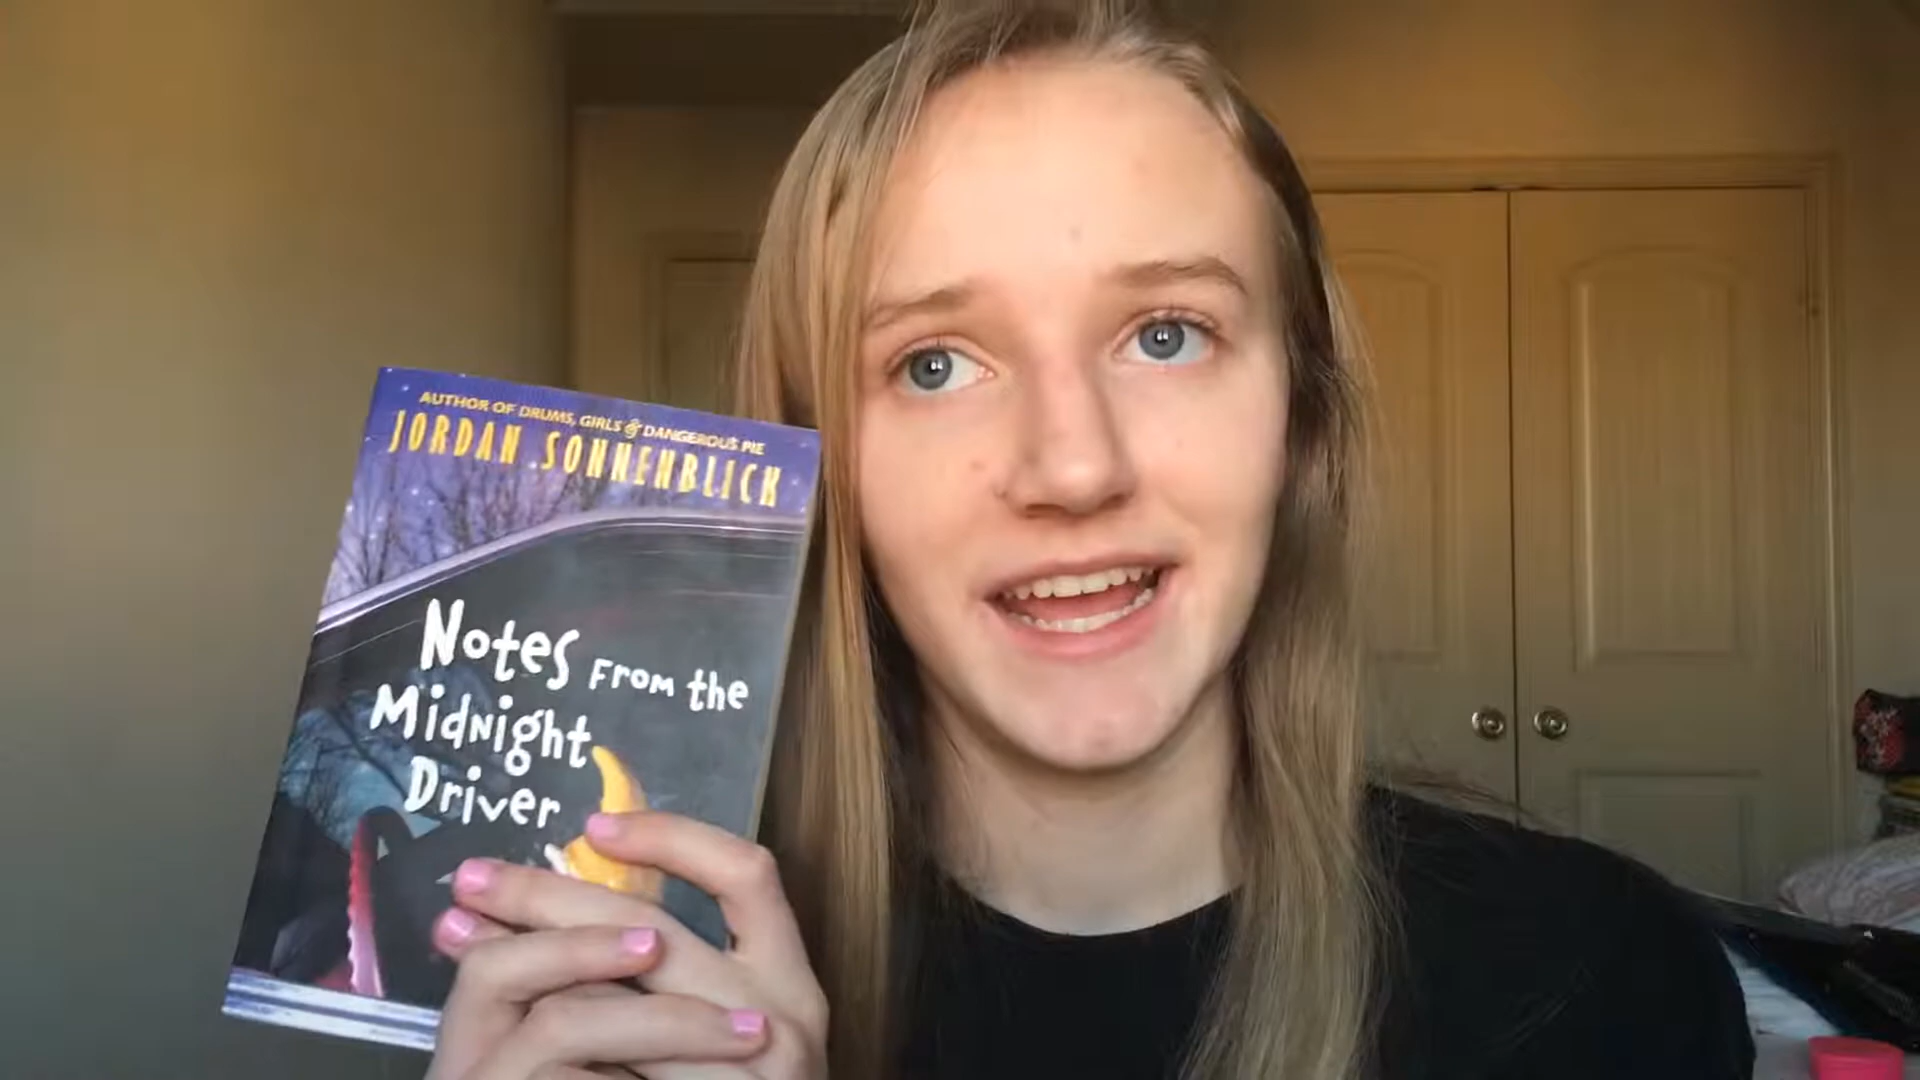 AUTHOR OF DRUMS, GIRLS & DANGEROUS PIE
JORDAN SONNENBLICK
Notes From the
Midnight
Driver